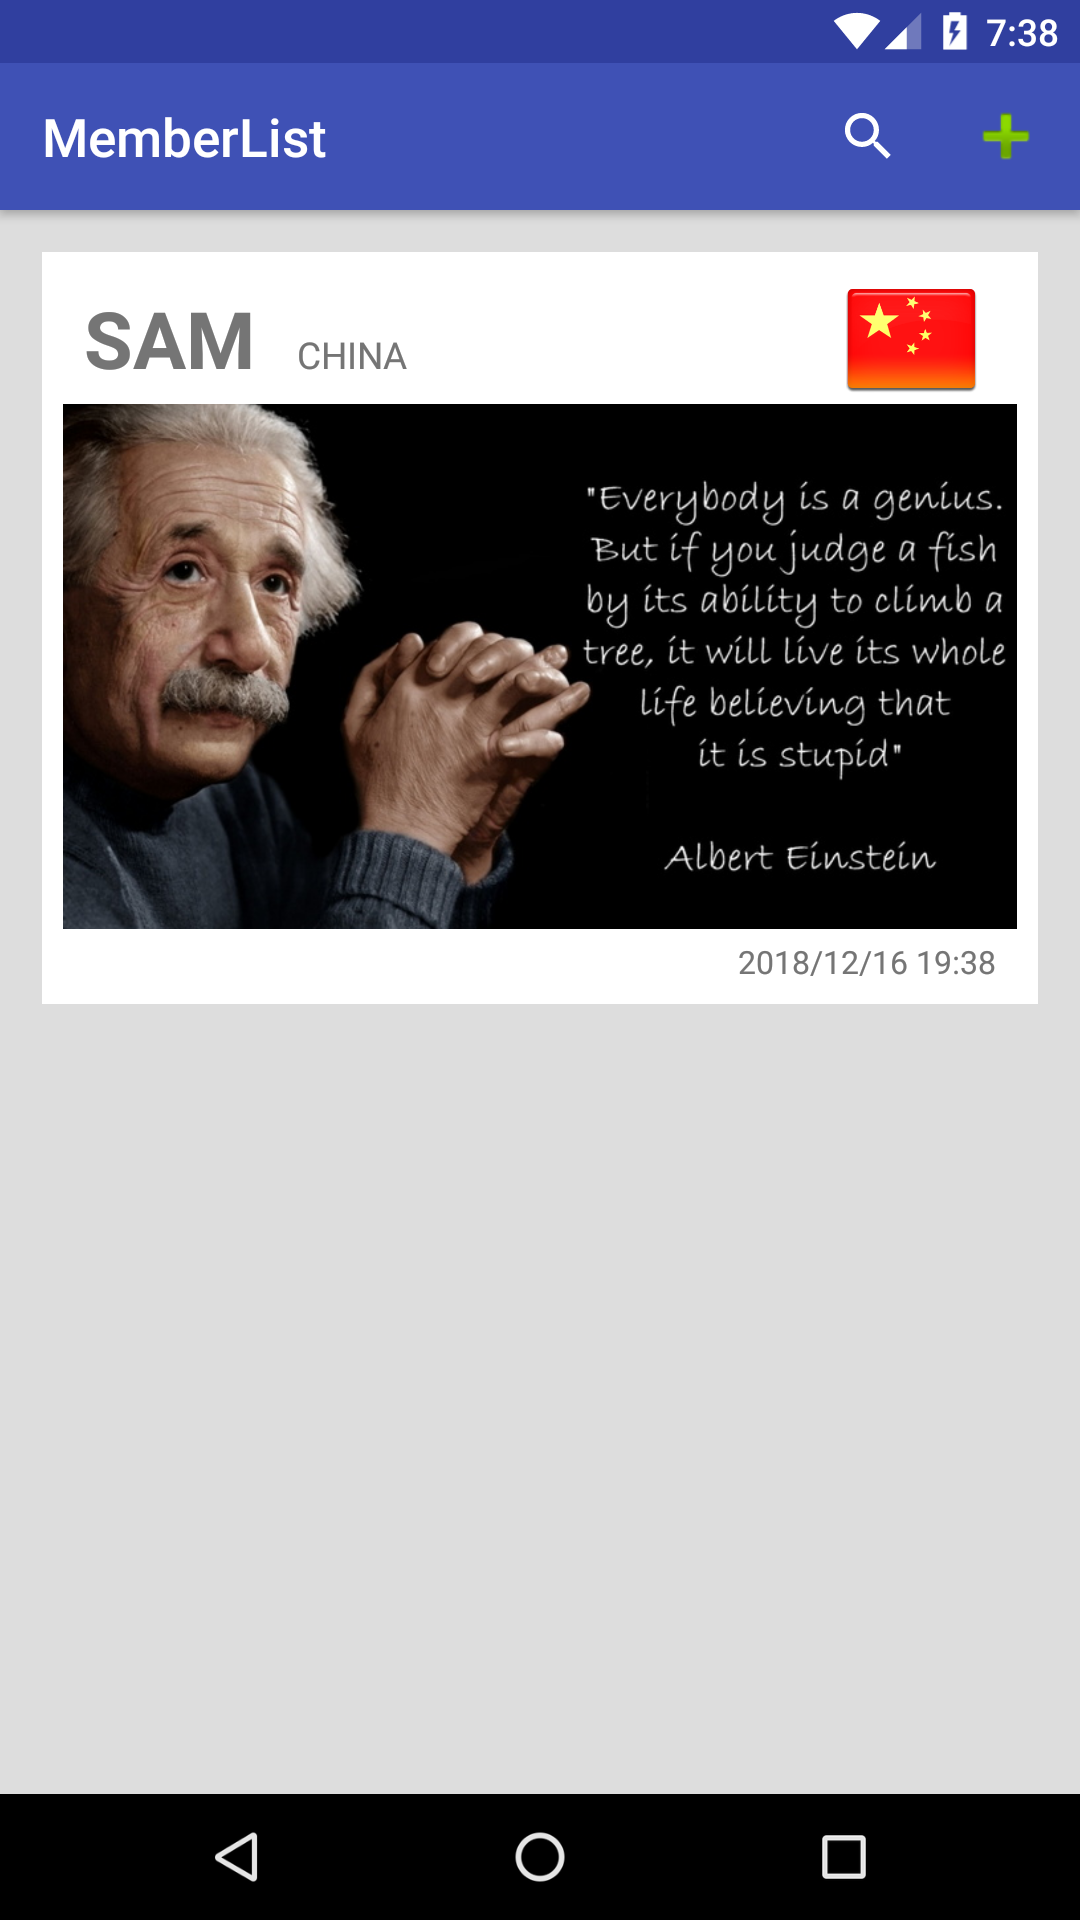 7:38
MemberList
SAM CHINA
"Everybody is a genius.
But if you judge a fish
by its ability to climb a
tree, it will live its whole
life believing that
it is stupid"
Albert Einstein
2018/12/16 19:38